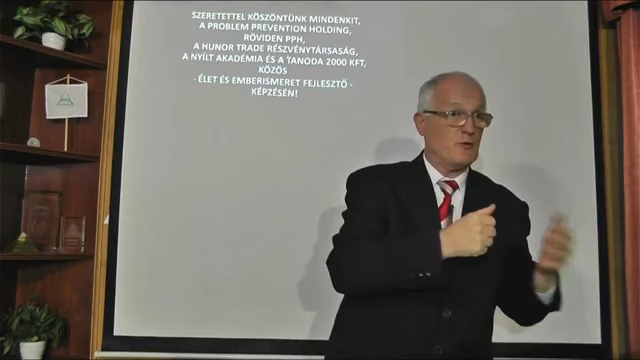 SZERETETTEL KÖSZÖNTÜNK MINDENKIT,
A PROBLEM PREVENTION HOLDING,
RÖVIDEN PPH,
A HUNOR TRADE RÉSZVÉNYTÁRSASÁG,
A NYÍLT AKADÉMIA ÉS A TANODA 2000 KFT,
KÖZÖS
- ÉLET ÉS EMBERISMERET FEJLESZTŐ -
KÉPZÉSÉN!